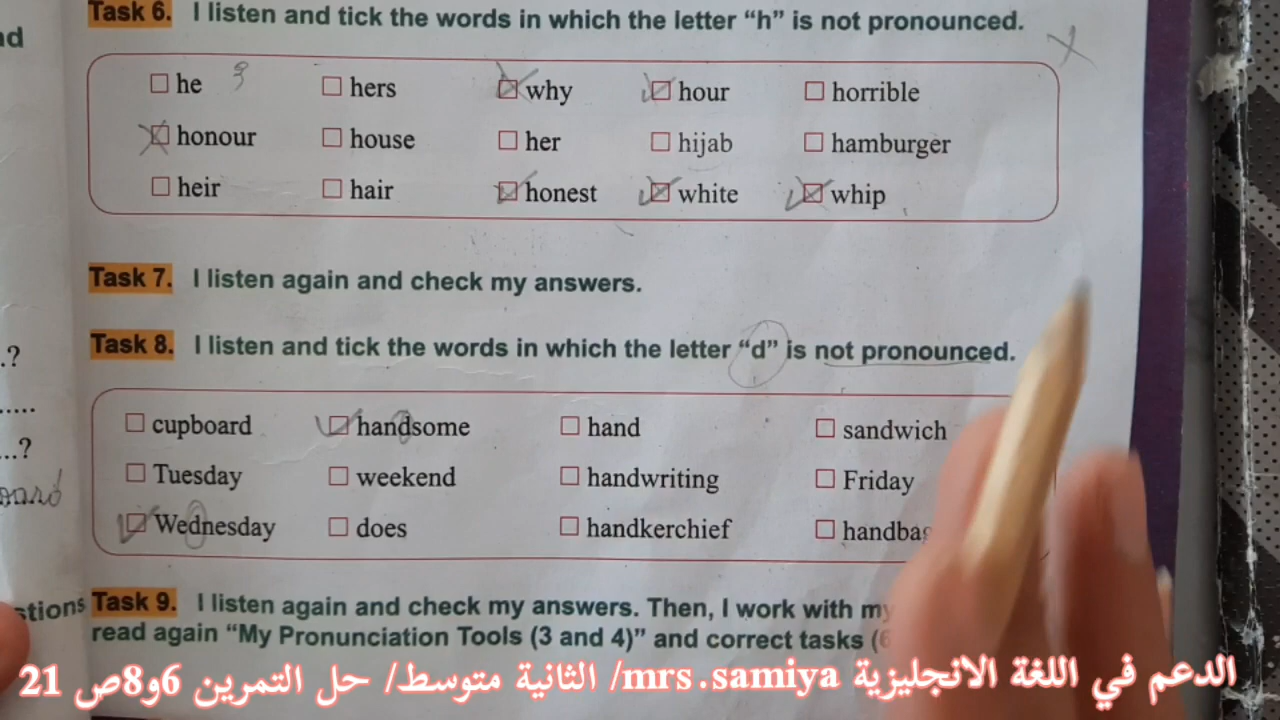 Task 6. I listen and tick the words in which the letter “h” is not pronounced.
he hers why hour horrible
honour house her hijab hamburger
heir hair honest white whip
Task 7. I listen again and check my answers.
Task 8. I listen and tick the words in which the letter “d” is not pronounced.
cupboard handsome hand sandwich
Tuesday weekend handwriting Friday
Wednesday does handkerchief
Task 9. I listen again and check my answers. Then, I work with my
read again “My Pronunciation Tools (3 and 4)” and correct tasks
الدعم في اللغة الانجليزية mrs.samiya/ الثانية متوسط/ حل التمرين 6و8ص 21